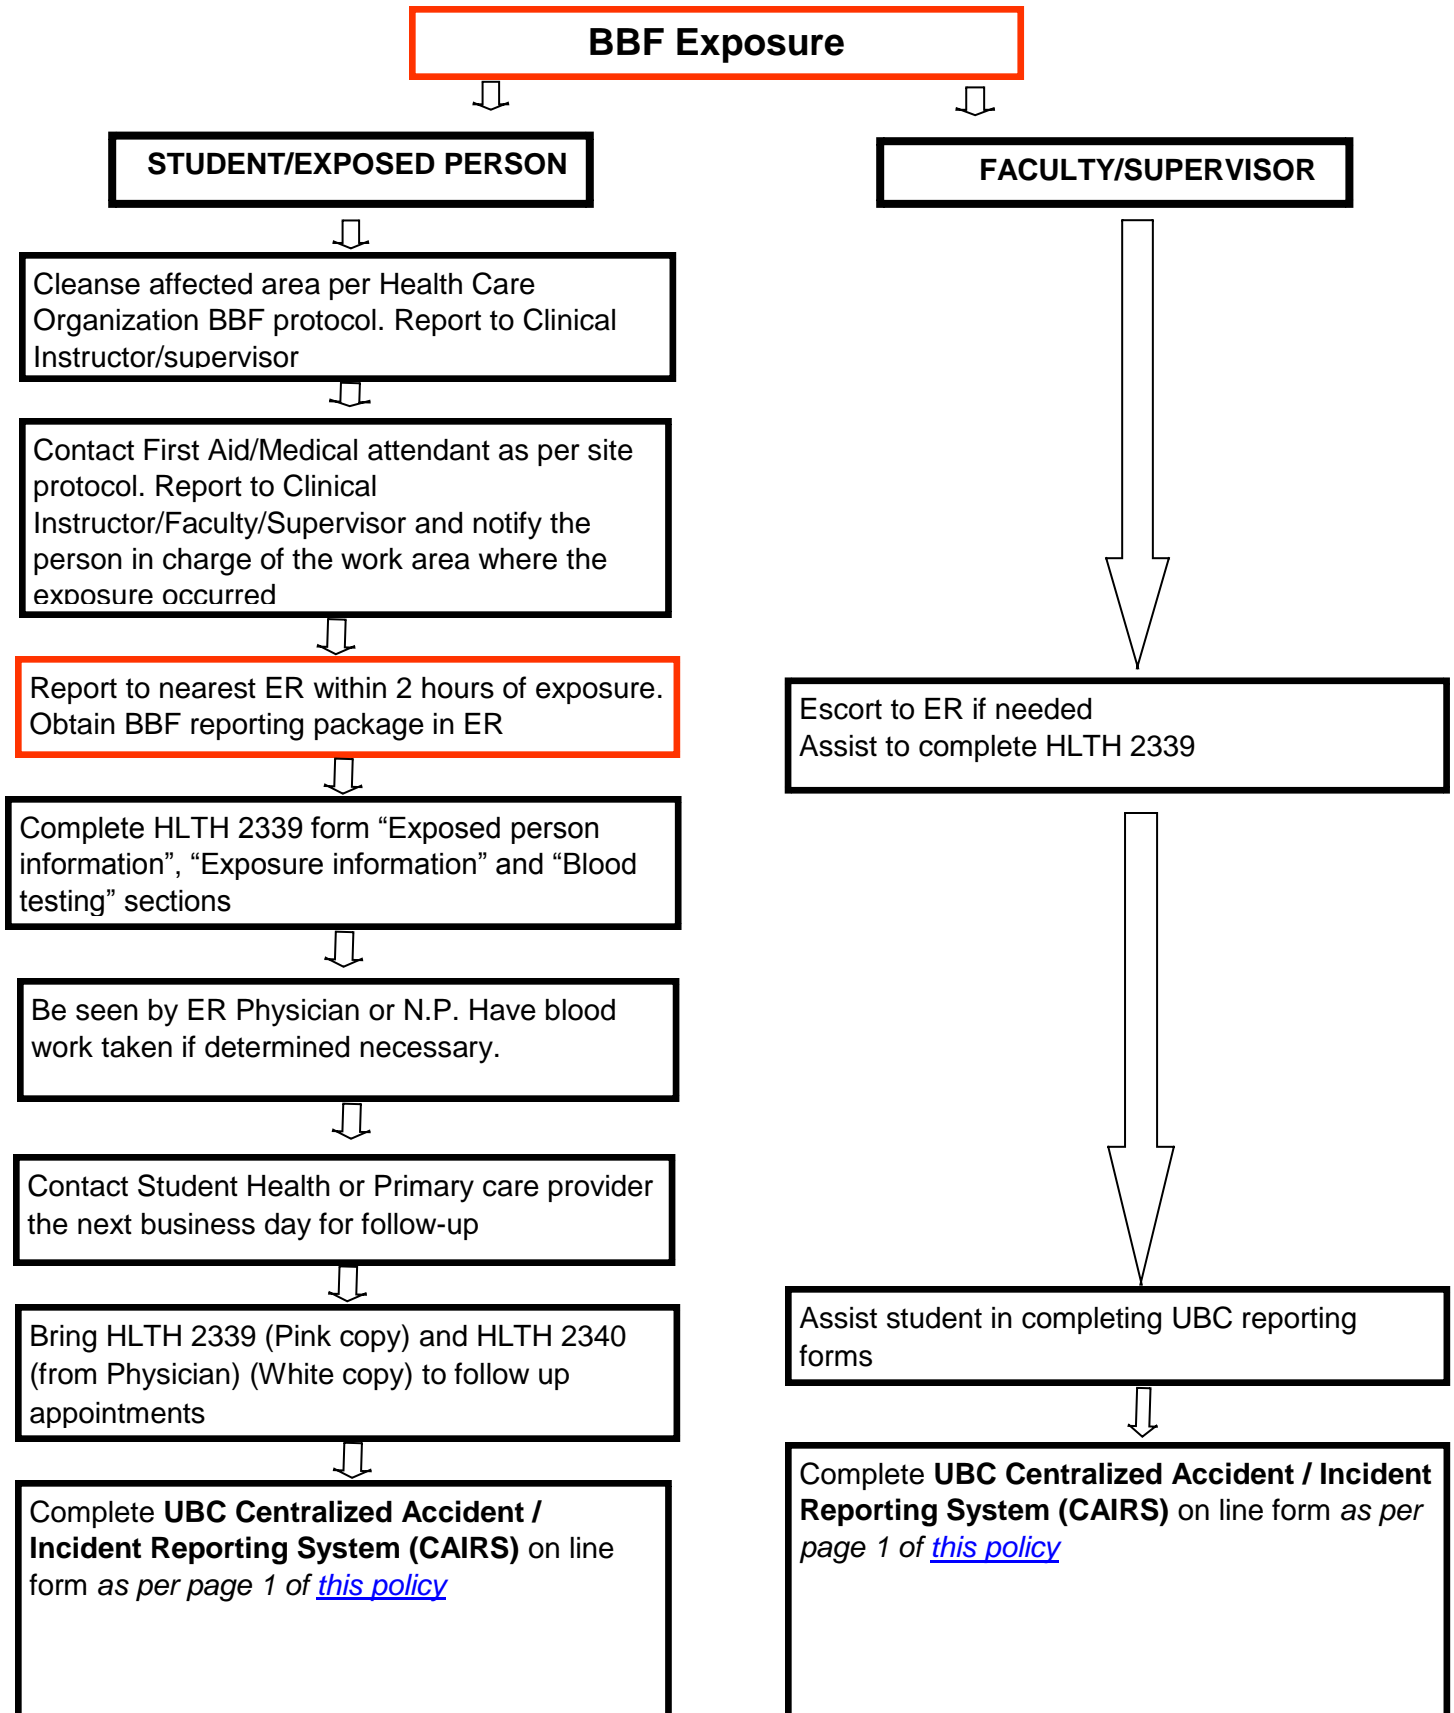 BBF Exposure
STUDENT/EXPOSED PERSON
Cleanse affected area per Health Care
Organization BBF protocol. Report to Clinical
Instructor/supervisor
Contact First Aid/Medical attendant as per site
protocol. Report to Clinical
Instructor/Faculty/Supervisor and notify the
person in charge of the work area where the
exposure occurred
Report to nearest ER within 2 hours of exposure.
Obtain BBF reporting package in ER
Complete HLTH 2339 form “Exposed person
information”, “Exposure information” and “Blood
testing” sections
Be seen by ER Physician or N.P. Have blood
work taken if determined necessary.
Contact Student Health or Primary care provider
the next business day for follow-up
Bring HLTH 2339 (Pink copy) and HLTH 2340
(from Physician) (White copy) to follow up
appointments
Complete UBC Centralized Accident /
Incident Reporting System (CAIRS) on line
form as per page 1 of this policy
FACULTY/SUPERVISOR
Escort to ER if needed
Assist to complete HLTH 2339
Assist student in completing UBC reporting
forms
Complete UBC Centralized Accident / Incident
Reporting System (CAIRS) on line form as per
page 1 of this policy